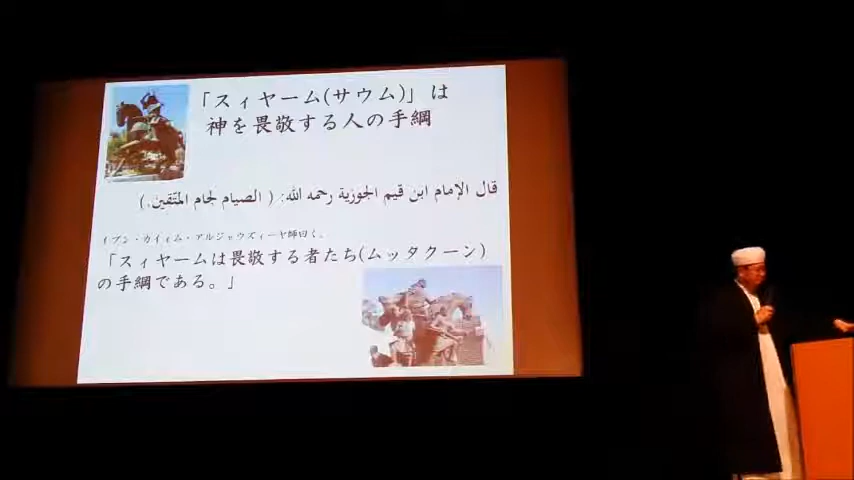 「スィヤーム(サウム)」は
神を畏敬する人の手綱
قال الإمام ابن قيم الجوزية رحمه الله: ( الصيام لجام المتّقين.)
イブン・カイイム・アルジャウズィーヤ師曰く、
「スィヤームは畏敬する者たち(ムッタクーン)
の手綱である。」